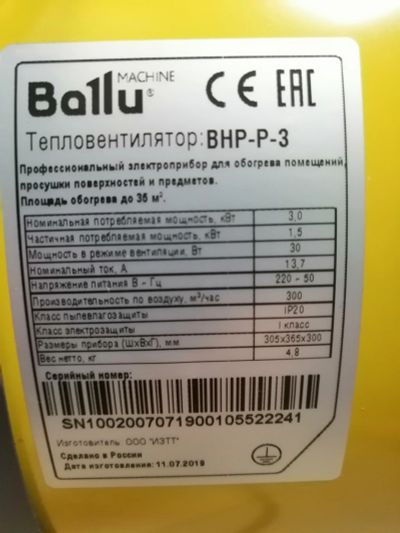 MACHINE
Ballu® CE EAC
Тепловентилятор: BHP-P-3
Профессиональный электроприбор для обогрева помещений,
просушки поверхностей и предметов.
Площадь обогрева до 35 м².
Номинальная потребляемая мощность, кВт 3,0
Частичная потребляемая мощность, кВт 1,5
Мощность в режиме вентиляции, Вт 30
Номинальный ток, А 13,7
Напряжение питания В - Гц 220 - 50
Производительность по воздуху, м³/час 300
Класс пылевлагозащиты IP20
Класс электрозащиты I класс
Размеры прибора (ШхВхГ), мм 305х365х300
Вес нетто, кг 4,8
Серийный номер:
SN1002007071900105522241
Изготовитель: ООО "ИЗТТ"
Сделано в России
Дата изготовления: 11.07.2019